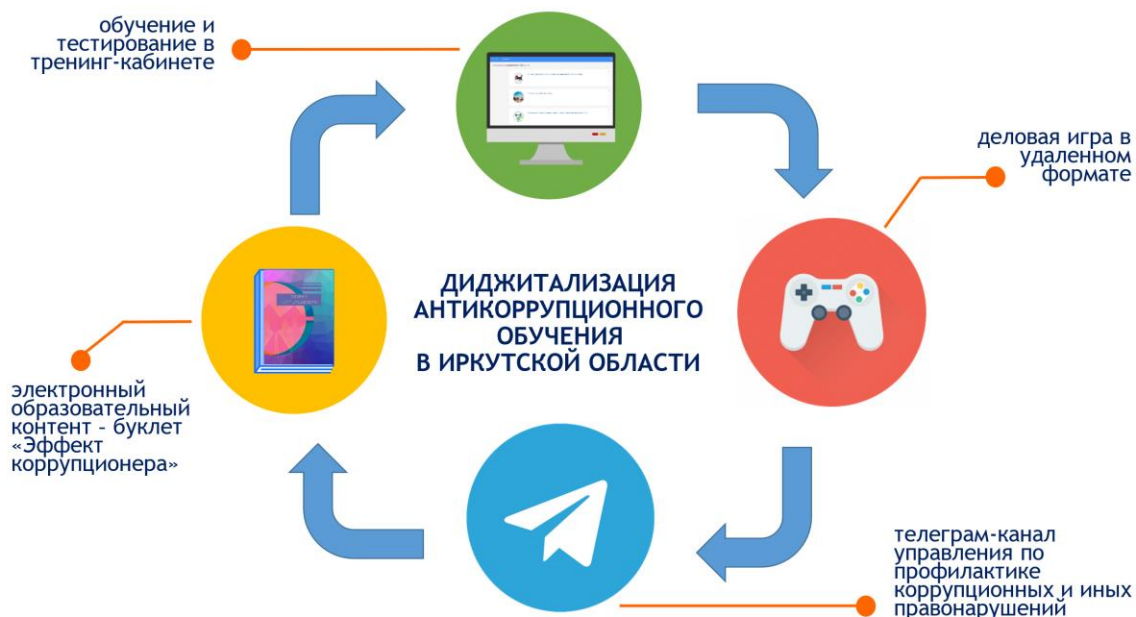 обучение и
тестирование в
тренинг-кабинете
деловая игра в
удаленном
формате
ДИДЖИТАЛИЗАЦИЯ
АНТИКОРРУПЦИОННОГО
ОБУЧЕНИЯ
В ИРКУТСКОЙ ОБЛАСТИ
электронный
образовательный
контент - буклет
«Эффект
коррупционера»
телеграм-канал
управления по
профилактике
коррупционных и иных
правонарушений